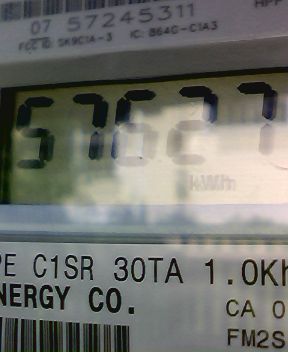 07 57245311
FCC ID: SK9C1A-3 IC: 864G-C1A3
57627
kWh
PE C1SR 30TA 1.0Kh
NERGY CO.
CA 0
FM2S